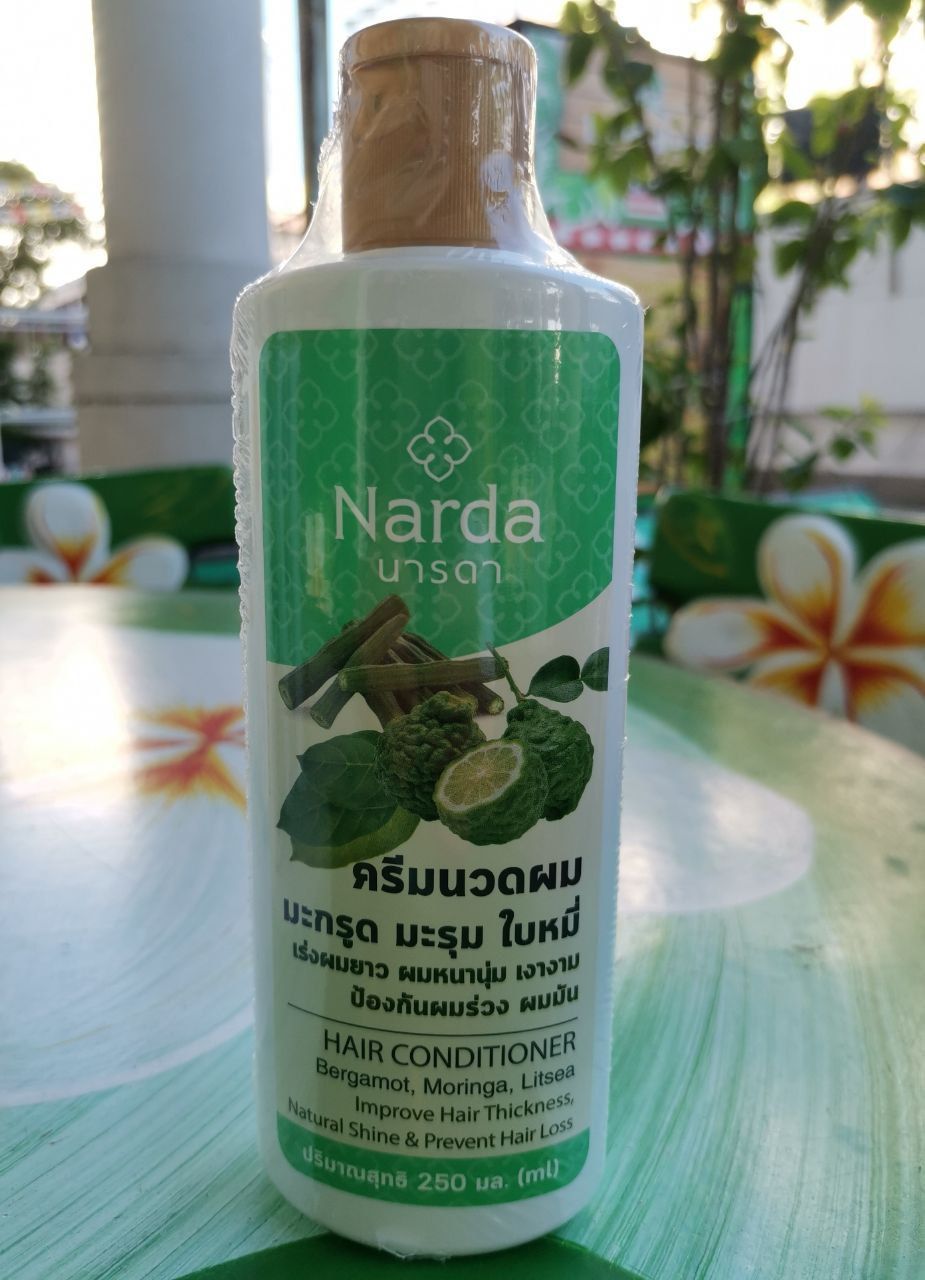 Narda
นารดา
ครีมนวดผม
มะกรูด มะรุม ใบหมี่
เร่งผมยาว ผมหนานุ่ม เงางาม
ป้องกันผมร่วง ผมมัน
HAIR CONDITIONER
Bergamot, Moringa, Litsea
Improve Hair Thickness,
Natural Shine & Prevent Hair Loss
ปริมาณสุทธิ 250 มล. (ml)